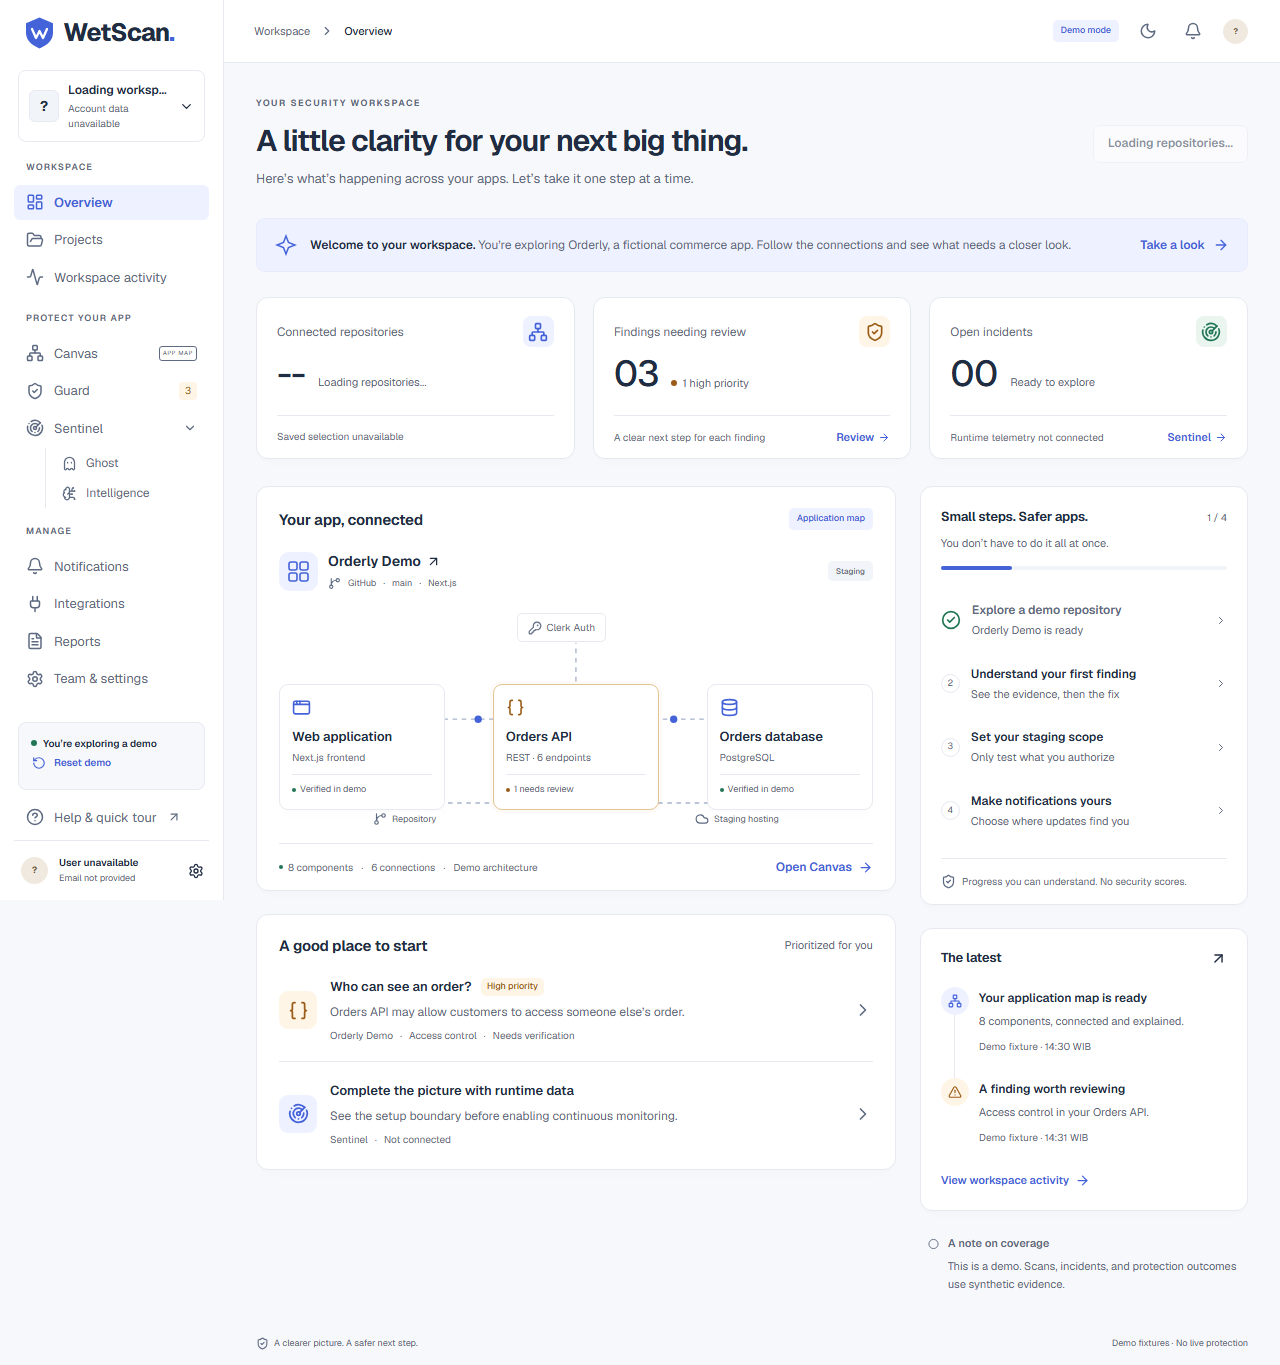 WetScan.
?
Loading worksp...
Account data
unavailable
WORKSPACE
Overview
Projects
Workspace activity
PROTECT YOUR APP
Canvas
APP MAP
Guard
3
Sentinel
Ghost
Intelligence
MANAGE
Notifications
Integrations
Reports
Team & settings
You're exploring a demo
Reset demo
Help & quick tour
?
User unavailable
Email not provided
Workspace
Overview
Demo mode
?
YOUR SECURITY WORKSPACE
A little clarity for your next big thing.
Here's what's happening across your apps. Let's take it one step at a time.
Loading repositories...
Welcome to your workspace. You're exploring Orderly, a fictional commerce app. Follow the connections and see what needs a closer look.
Take a look
Connected repositories
-- Loading repositories...
Saved selection unavailable
Findings needing review
03 1 high priority
A clear next step for each finding
Review
Open incidents
00 Ready to explore
Runtime telemetry not connected
Sentinel
Your app, connected
Application map
Orderly Demo
GitHub · main · Next.js
Staging
Clerk Auth
Web application
Next.js frontend
Verified in demo
Orders API
REST · 6 endpoints
1 needs review
Orders database
PostgreSQL
Verified in demo
Repository
Staging hosting
8 components · 6 connections · Demo architecture
Open Canvas
A good place to start
Prioritized for you
Who can see an order?
High priority
Orders API may allow customers to access someone else's order.
Orderly Demo · Access control · Needs verification
Complete the picture with runtime data
See the setup boundary before enabling continuous monitoring.
Sentinel · Not connected
Small steps. Safer apps.
1 / 4
You don't have to do it all at once.
Explore a demo repository
Orderly Demo is ready
2
Understand your first finding
See the evidence, then the fix
3
Set your staging scope
Only test what you authorize
4
Make notifications yours
Choose where updates find you
Progress you can understand. No security scores.
The latest
Your application map is ready
8 components, connected and explained.
Demo fixture · 14:30 WIB
A finding worth reviewing
Access control in your Orders API.
Demo fixture · 14:31 WIB
View workspace activity
A note on coverage
This is a demo. Scans, incidents, and protection outcomes
use synthetic evidence.
A clearer picture. A safer next step.
Demo fixtures · No live protection